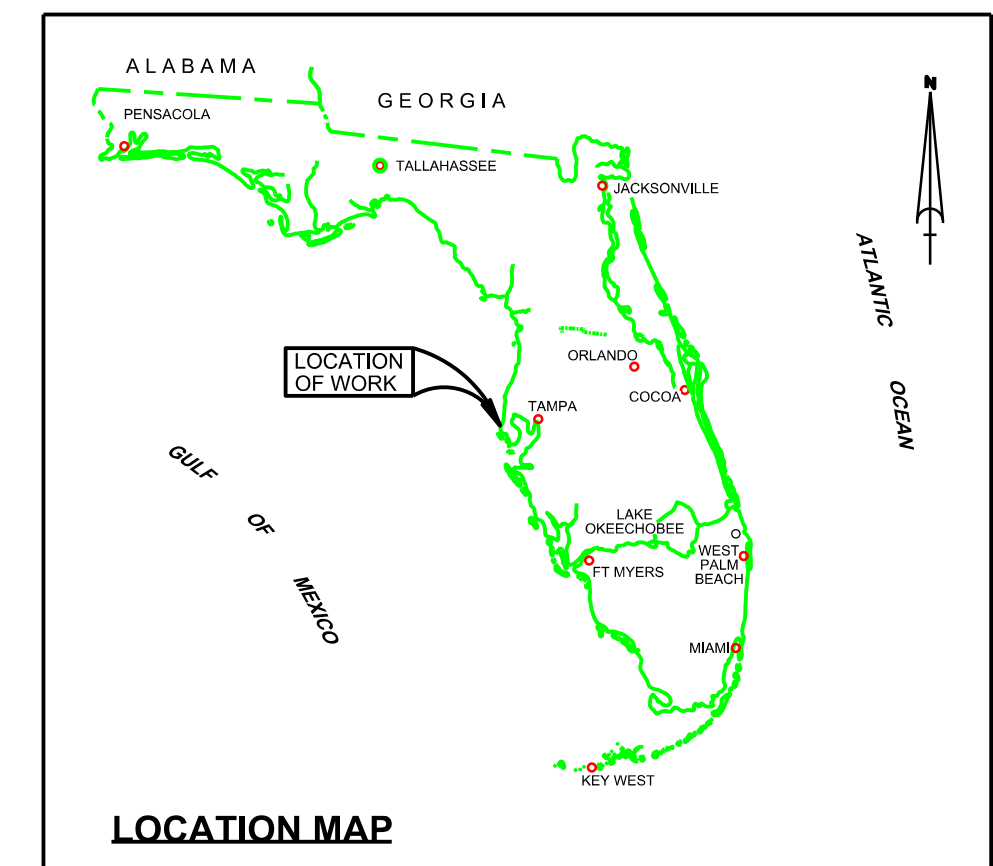 ALABAMA
GEORGIA
N
PENSACOLA
TALLAHASSEE
JACKSONVILLE
ATLANTIC
OCEAN
LOCATION
OF WORK
ORLANDO
COCOA
TAMPA
GULF
OF
MEXICO
LAKE
OKEECHOBEE
WEST
PALM
BEACH
FT MYERS
MIAMI
KEY WEST
LOCATION MAP